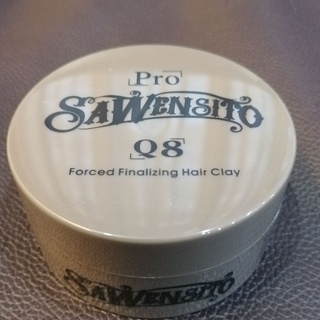 Pro
SAWENSITO
Q8
Forced Finalizing Hair Clay
SAWENSITO